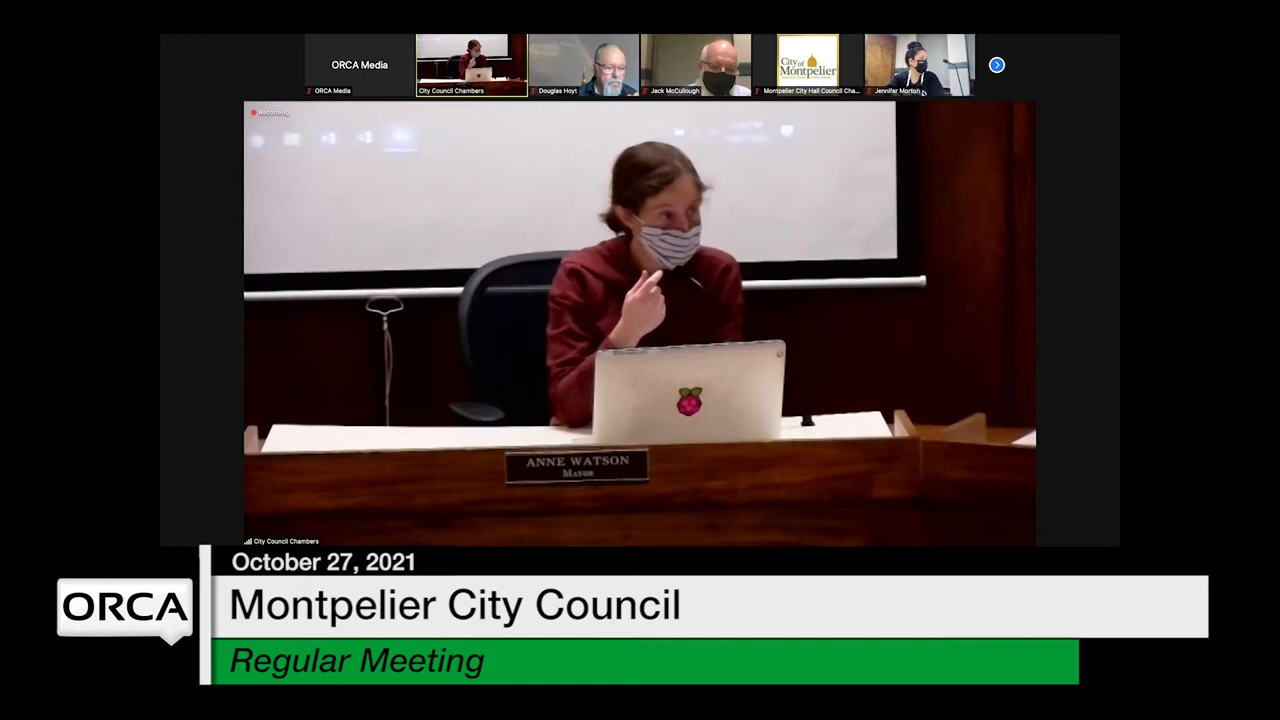 ORCA Media
ORCA Media
City Council Chambers
Douglas Hoyt
Jack McCullough
City of
Montpelier
Montpelier City Hall Council Cha...
Jennifer Morton
Recording
ANNE WATSON
MAYOR
City Council Chambers
October 27, 2021
ORCA
Montpelier City Council
Regular Meeting